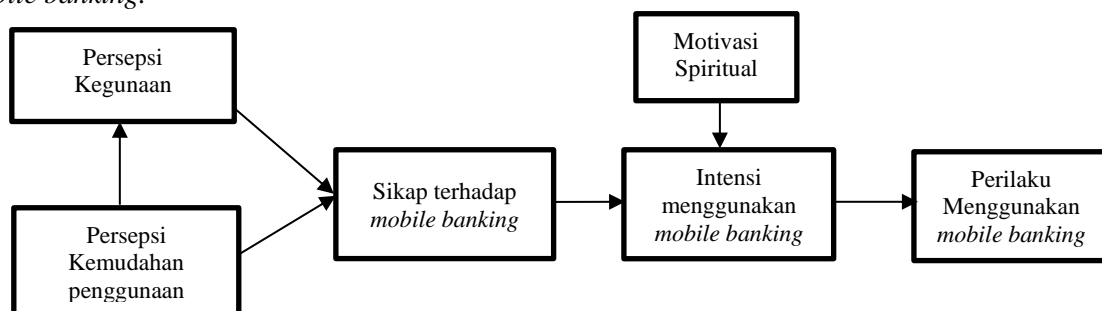 bile banking.
Persepsi
Kegunaan
Motivasi
Spiritual
Sikap terhadap
mobile banking
Intensi
menggunakan
mobile banking
Perilaku
Menggunakan
mobile banking
Persepsi
Kemudahan
penggunaan